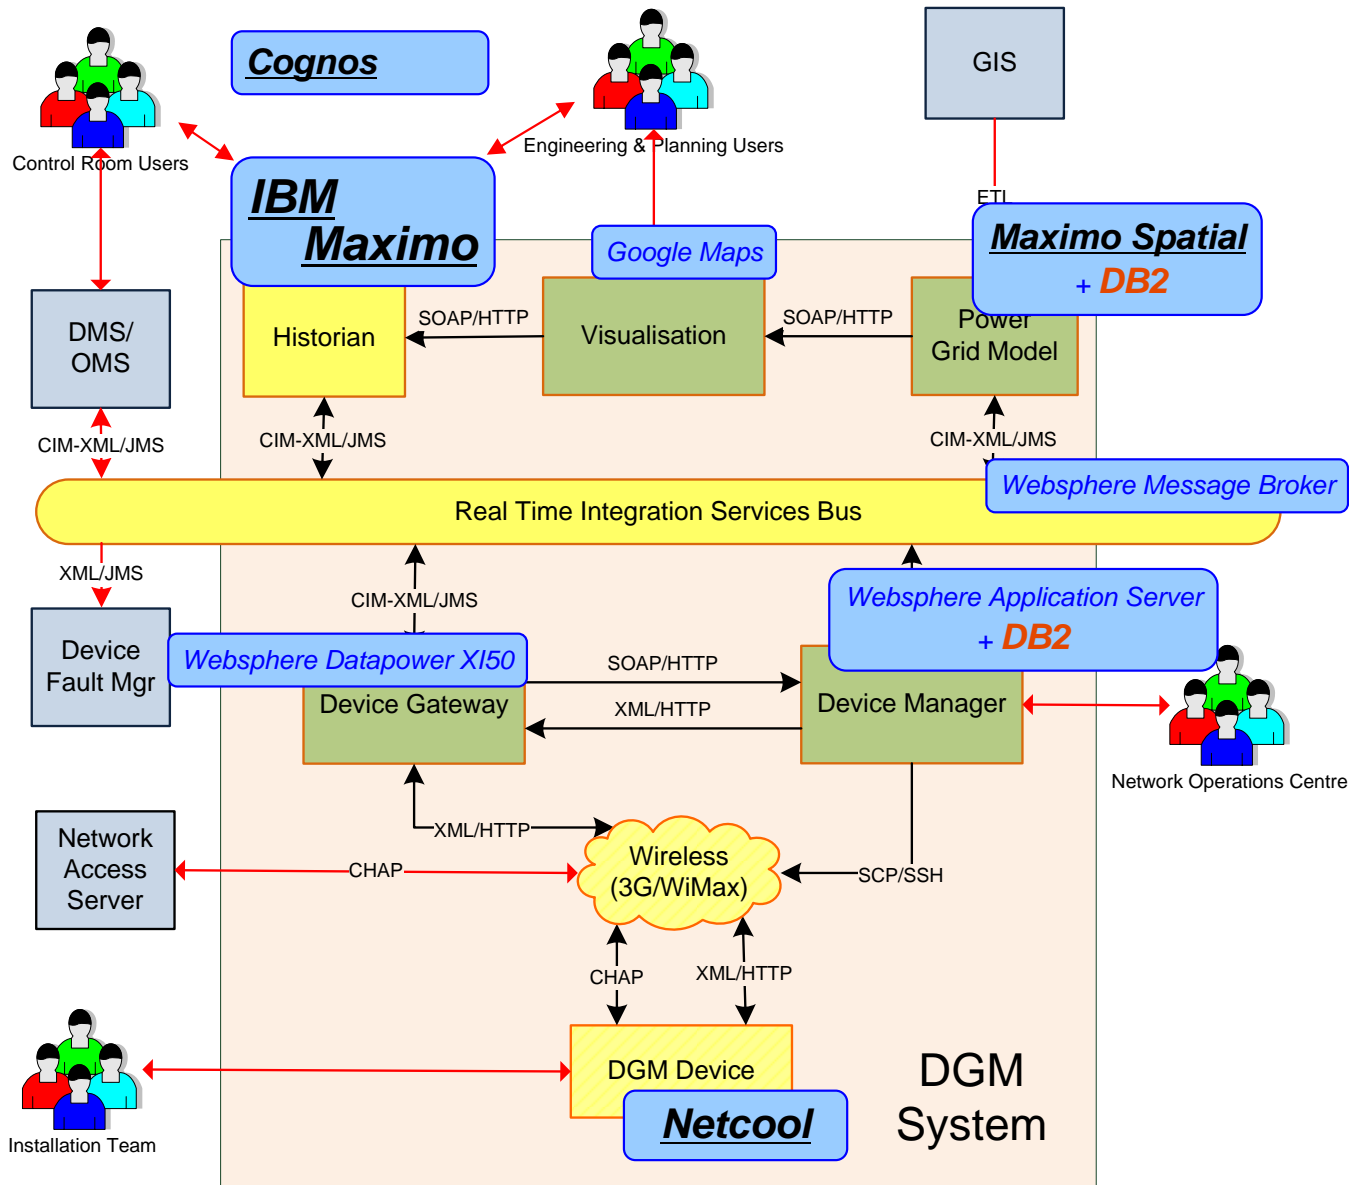 Cognos
GIS
Control Room Users
Engineering & Planning Users
IBM
Maximo
ETL
Maximo Spatial
+ DB2
Google Maps
DMS/
OMS
Historian
SOAP/HTTP
Visualisation
SOAP/HTTP
Power
Grid Model
CIM-XML/JMS
CIM-XML/JMS
CIM-XML/JMS
Websphere Message Broker
Real Time Integration Services Bus
XML/JMS
CIM-XML/JMS
Websphere Application Server
+ DB2
Device
Fault Mgr
Websphere Datapower XI50
SOAP/HTTP
Device Gateway
XML/HTTP
Device Manager
Network Operations Centre
Network
Access
Server
XML/HTTP
CHAP
Wireless
(3G/WiMax)
SCP/SSH
CHAP
XML/HTTP
DGM Device
Netcool
DGM
System
Installation Team